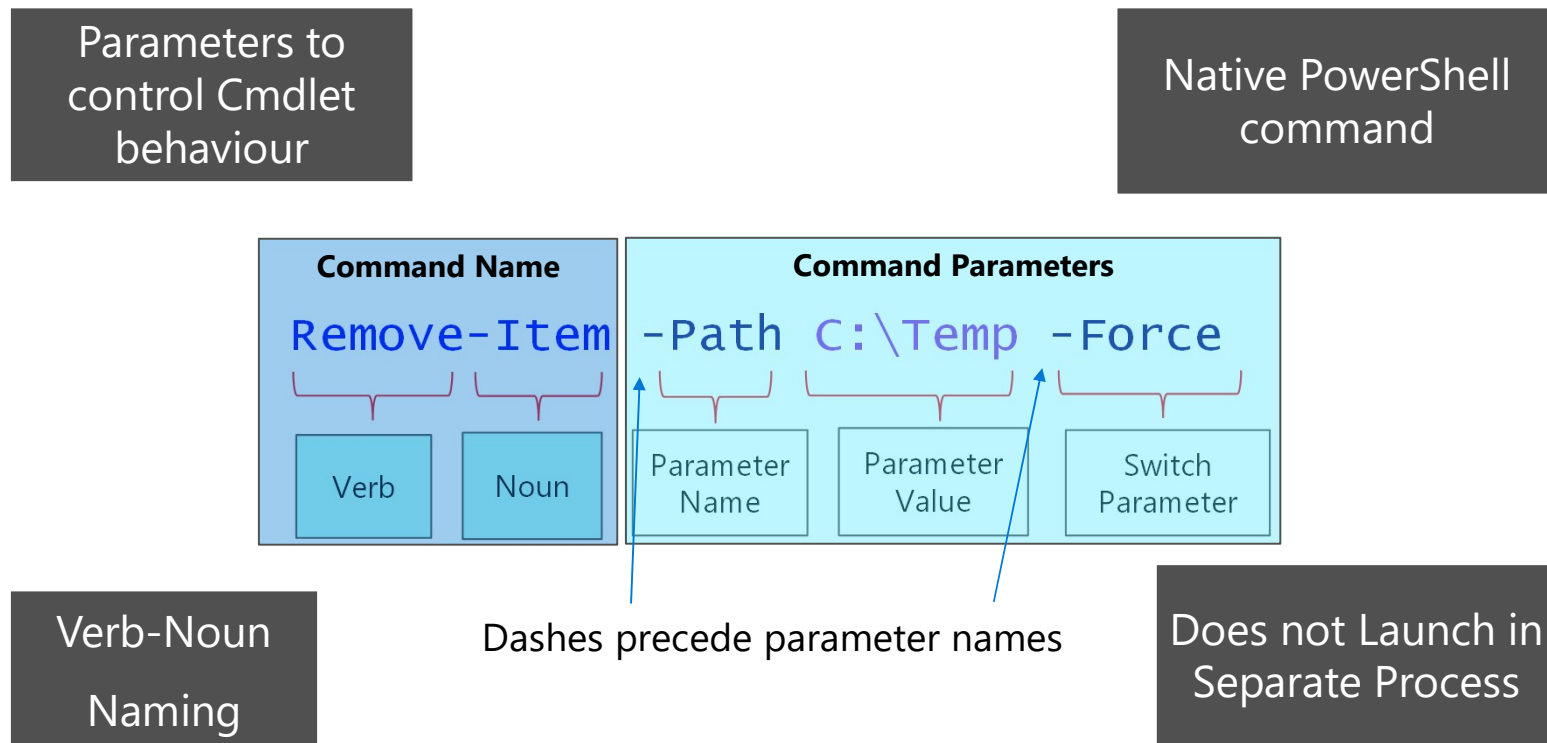 Parameters to
control Cmdlet
behaviour
Native PowerShell
command
Command Name
Command Parameters
Remove-Item -Path C:\Temp -Force
Verb
Noun
Parameter
Name
Parameter
Value
Switch
Parameter
Dashes precede parameter names
Verb-Noun
Naming
Does not Launch in
Separate Process